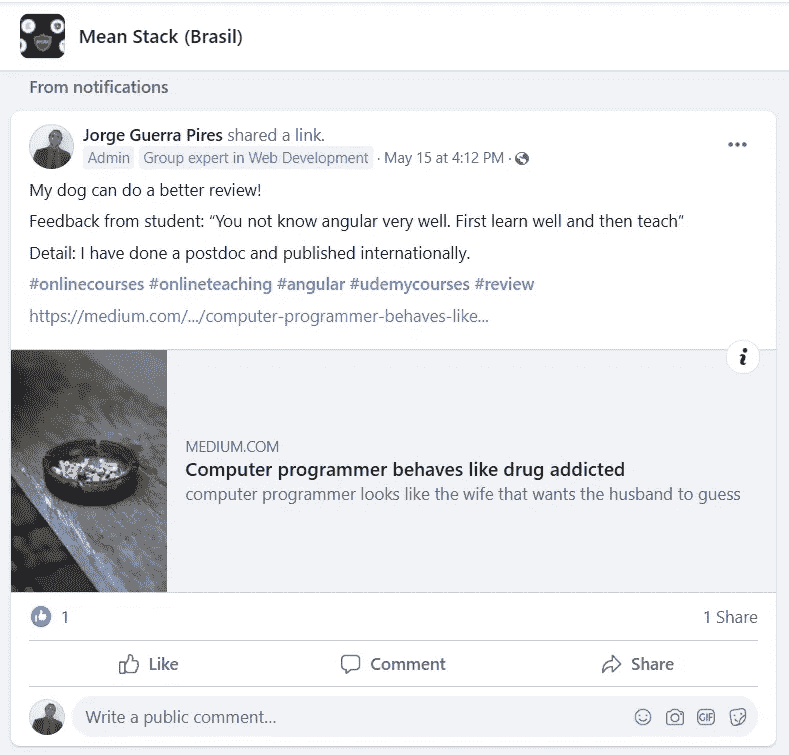 Mean Stack (Brasil)
From notifications
Jorge Guerra Pires shared a link.
Admin Group expert in Web Development · May 15 at 4:12 PM ·
My dog can do a better review!
Feedback from student: “You not know angular very well. First learn well and then teach”
Detail: I have done a postdoc and published internationally.
#onlinecourses #onlineteaching #angular #udemycourses #review
https://medium.com/.../computer-programmer-behaves-like...
i
MEDIUM.COM
Computer programmer behaves like drug addicted
computer programmer looks like the wife that wants the husband to guess
1
1 Share
Like
Comment
Share
Write a public comment...
GIF